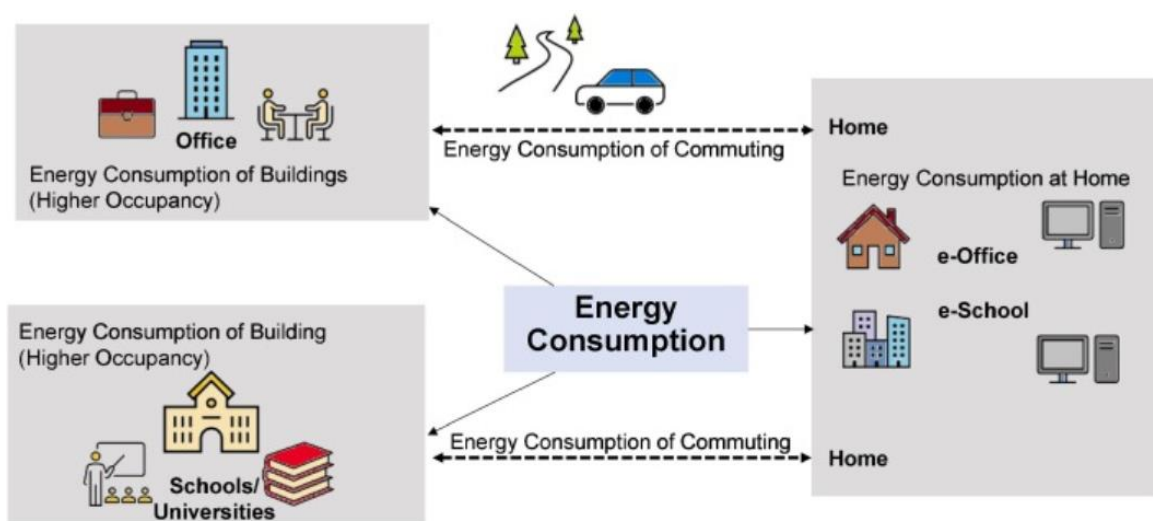 Office
Energy Consumption of Buildings
(Higher Occupancy)
Energy Consumption of Commuting
Home
Energy Consumption at Home
e-Office
e-School
Energy
Consumption
Energy Consumption of Building
(Higher Occupancy)
Schools/
Universities
Energy Consumption of Commuting
Home